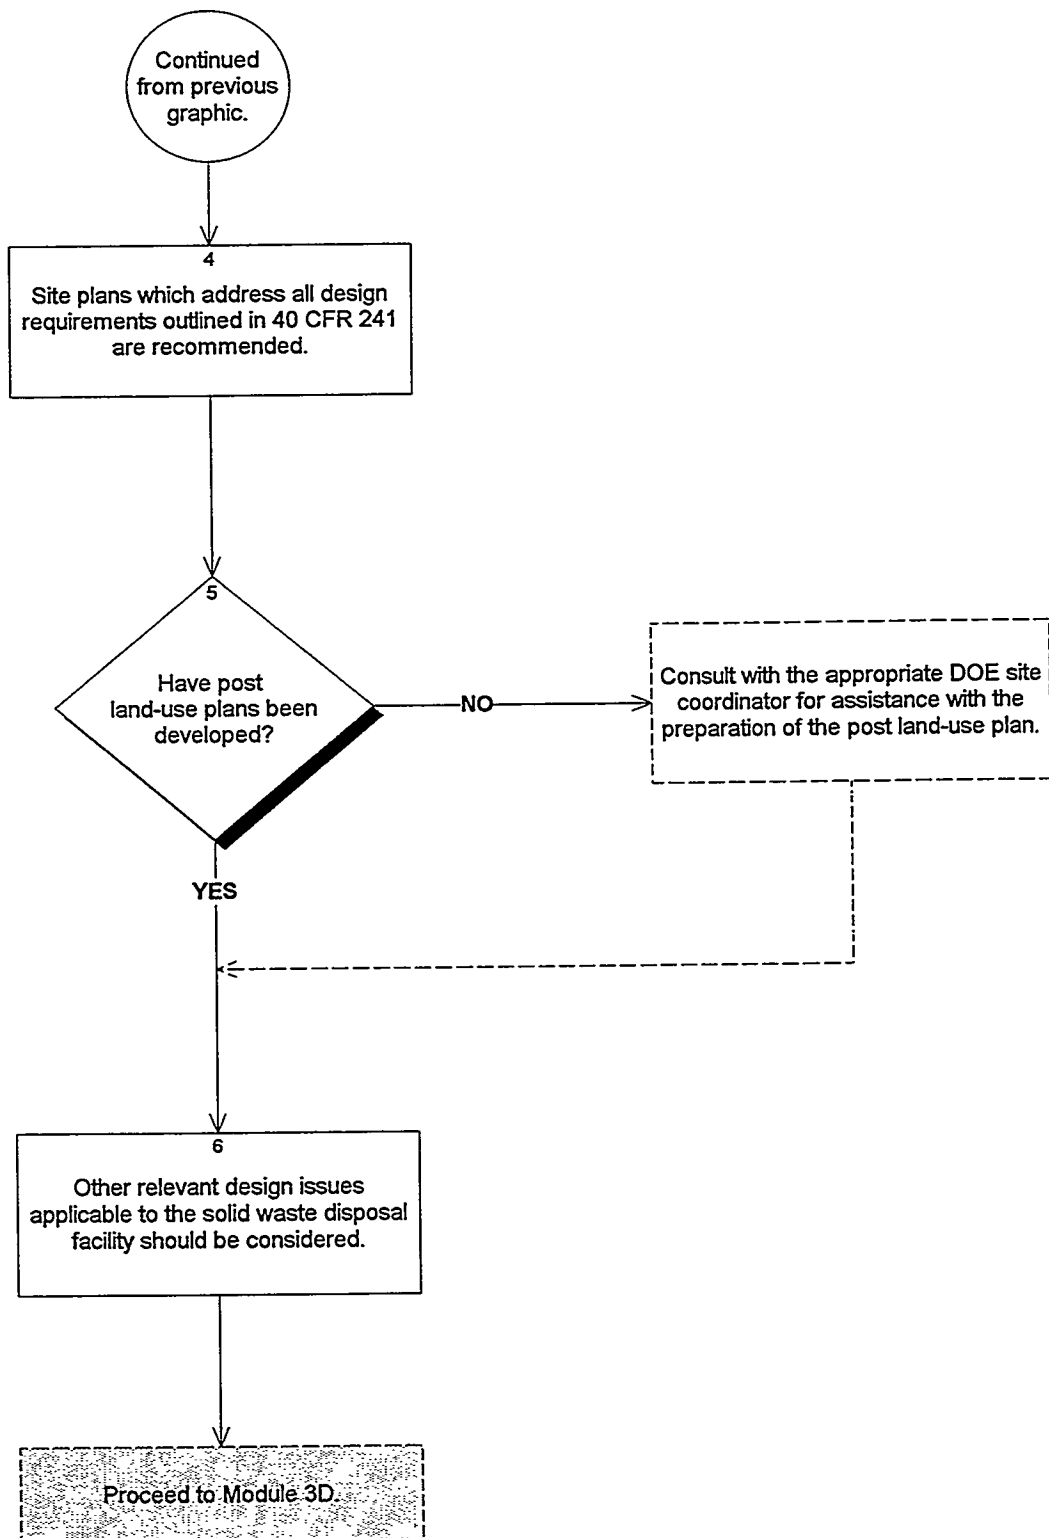 Continued
from previous
graphic.
4
Site plans which address all design
requirements outlined in 40 CFR 241
are recommended.
5
Have post
land-use plans been
developed?
NO
Consult with the appropriate DOE site
coordinator for assistance with the
preparation of the post land-use plan.
YES
6
Other relevant design issues
applicable to the solid waste disposal
facility should be considered.
Proceed to Module 3D.